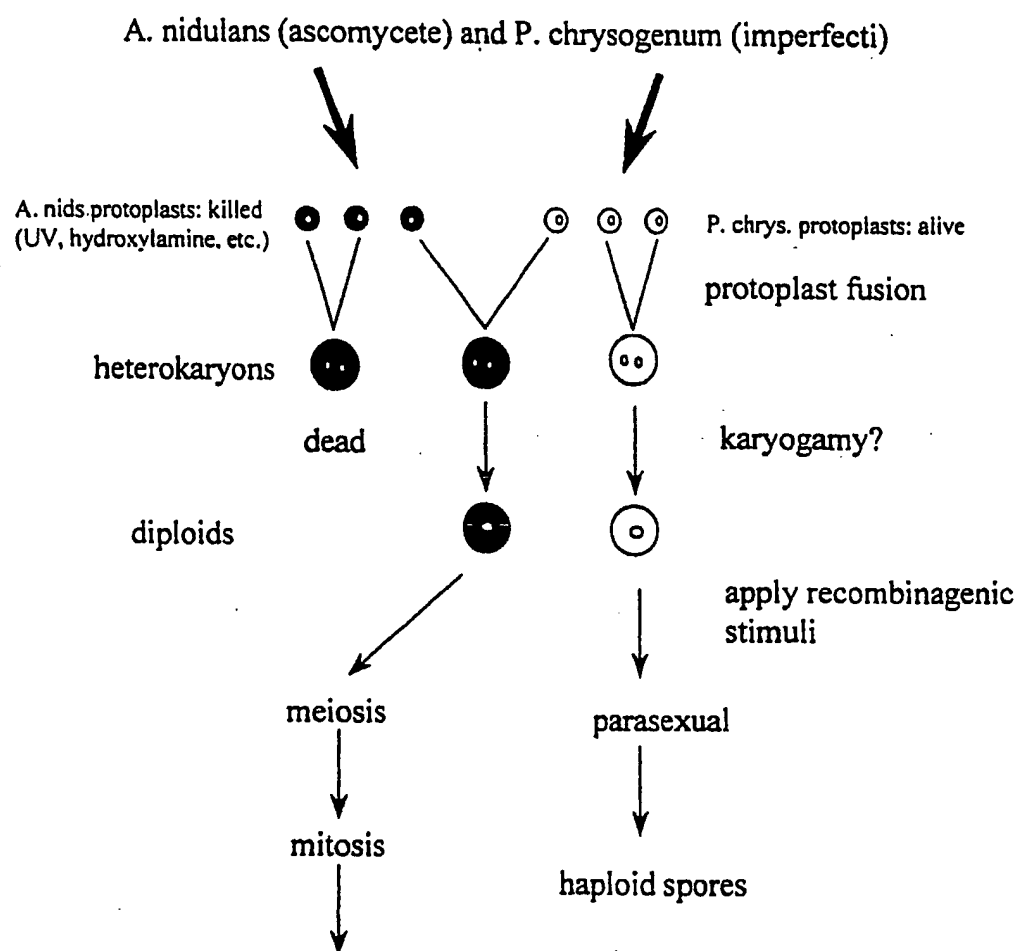 A. nidulans (ascomycete) and P. chrysogenum (imperfecti)
A. nids.protoplasts: killed
(UV, hydroxylamine, etc.)
P. chrys. protoplasts: alive
protoplast fusion
heterokaryons
dead
karyogamy?
diploids
apply recombinagenic
stimuli
meiosis
parasexual
mitosis
haploid spores